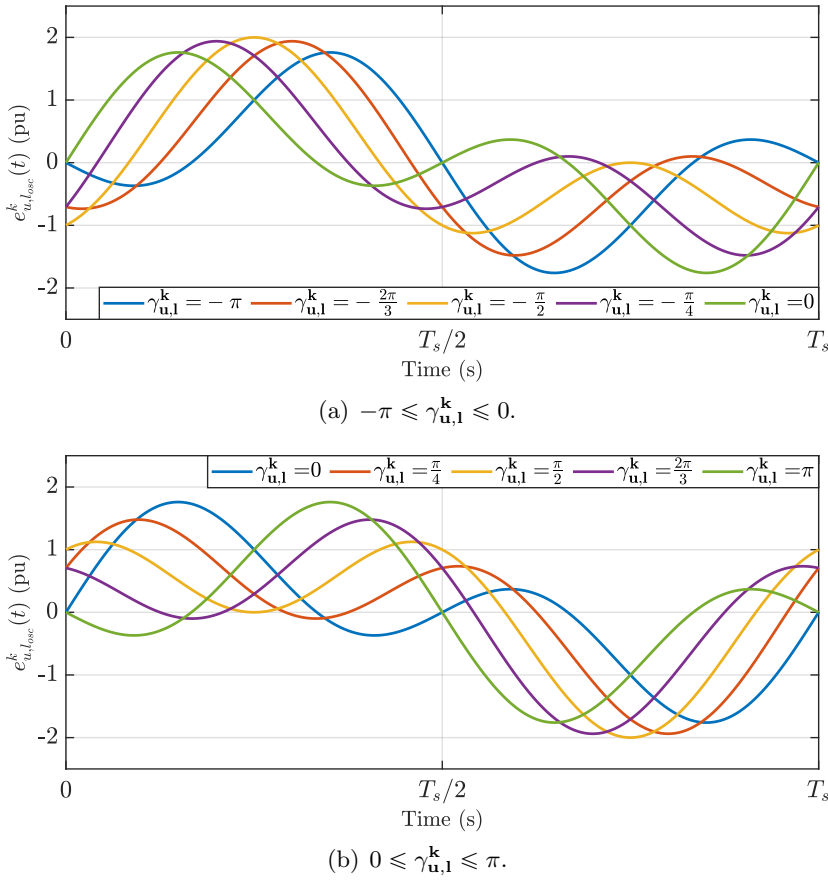 2
1
0
-1
-2
e^k_{u,l_{osc}}(t) (pu)
γ^k_{u,l} = - π γ^k_{u,l} = - 2π/3 γ^k_{u,l} = - π/2 γ^k_{u,l} = - π/4 γ^k_{u,l} =0
0 T_s/2 T_s
Time (s)
(a) −π ⩽ γ^k_{u,l} ⩽ 0.
γ^k_{u,l} =0 γ^k_{u,l} =π/4 γ^k_{u,l} =π/2 γ^k_{u,l} =2π/3 γ^k_{u,l} = π
2
1
0
-1
-2
e^k_{u,l_{osc}}(t) (pu)
0 T_s/2 T_s
Time (s)
(b) 0 ⩽ γ^k_{u,l} ⩽ π.